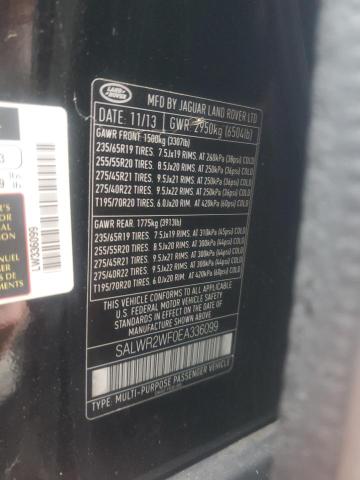 LAND ROVER
MFD BY JAGUAR LAND ROVER LTD
DATE: 11/13 GWR: 2950kg (6504lb)
GAWR FRONT: 1500kg (3307lb)
235/65R19 TIRES. 7.5Jx19 RIMS. AT 260kPa (38psi) COLD
255/55R20 TIRES. 8.5Jx20 RIMS. AT 250kPa (36psi) COLD
275/45R21 TIRES. 9.5Jx21 RIMS. AT 250kPa (36psi) COLD
275/40R22 TIRES. 9.5Jx22 RIMS. AT 250kPa (36psi) COLD
T195/70R20 TIRES. 6.0Jx20 RIMS. AT 420kPa (60psi) COLD
GAWR REAR. 1775kg (3913lb)
235/65R19 TIRES. 7.5Jx19 RIMS. AT 310kPa (45psi) COLD
255/55R20 TIRES. 8.5Jx20 RIMS. AT 300kPa (44psi) COLD
275/45R21 TIRES. 9.5Jx21 RIMS. AT 300kPa (44psi) COLD
275/40R22 TIRES. 9.5Jx22 RIMS. AT 300kPa (44psi) COLD
T195/70R20 TIRES. 6.0Jx20 RIMS. AT 420kPa (60psi) COLD
THIS VEHICLE CONFORMS TO ALL APPLICABLE
U.S. FEDERAL MOTOR VEHICLE SAFETY AND
THEFT PREVENTION STANDARDS IN EFFECT ON
THE DATE OF MANUFACTURE SHOWN ABOVE.
SALWR2WF0EA336099
TYPE: MULTI-PURPOSE PASSENGER VEHICLE
LW336099